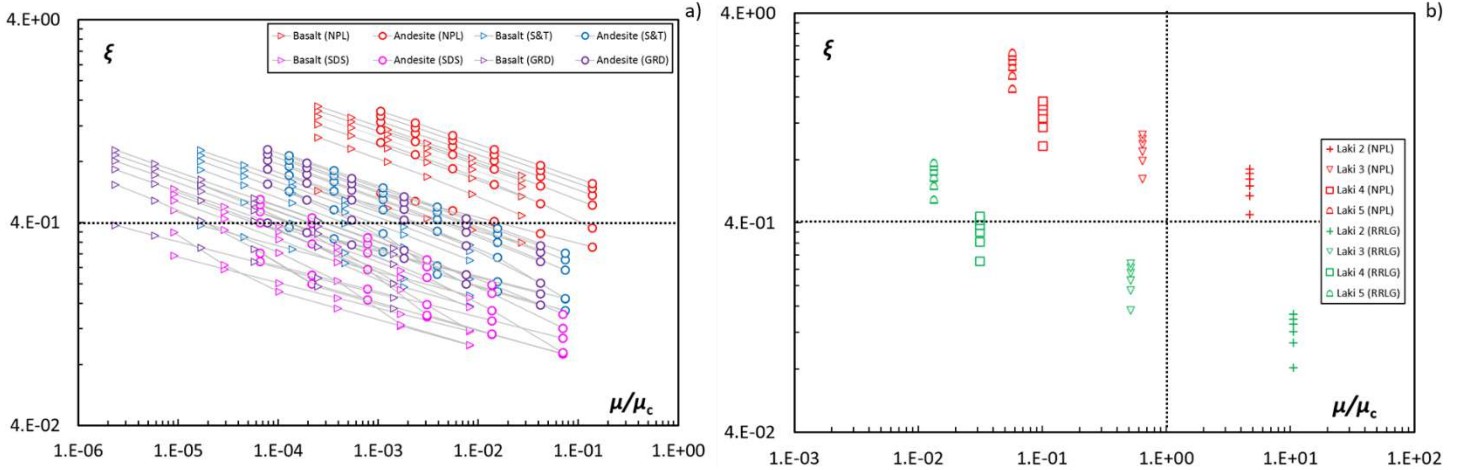 a)
4.E+00
ξ
Basalt (NPL) Andesite (NPL) Basalt (S&T) Andesite (S&T)
Basalt (SDS) Andesite (SDS) Basalt (GRD) Andesite (GRD)
4.E-01
μ/μc
4.E-02
1.E-06 1.E-05 1.E-04 1.E-03 1.E-02 1.E-01 1.E+00
b)
4.E+00
ξ
Laki 2 (NPL)
Laki 3 (NPL)
Laki 4 (NPL)
Laki 5 (NPL)
Laki 2 (RRLG)
Laki 3 (RRLG)
Laki 4 (RRLG)
Laki 5 (RRLG)
4.E-01
μ/μc
4.E-02
1.E-03 1.E-02 1.E-01 1.E+00 1.E+01 1.E+02